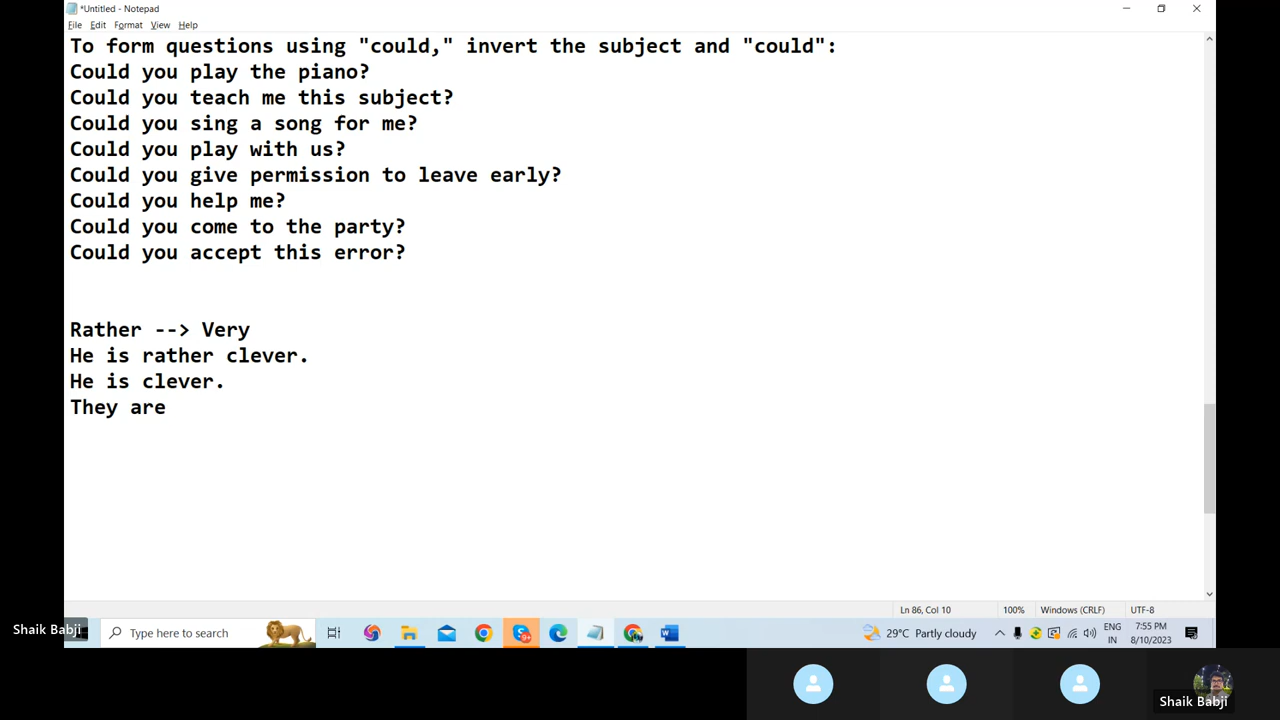 *Untitled - Notepad
File Edit Format View Help
To form questions using "could," invert the subject and "could":
Could you play the piano?
Could you teach me this subject?
Could you sing a song for me?
Could you play with us?
Could you give permission to leave early?
Could you help me?
Could you come to the party?
Could you accept this error?
Rather --> Very
He is rather clever.
He is clever.
They are
Ln 86, Col 10 100% Windows (CRLF) UTF-8
Shaik Babji
Type here to search
29°C Partly cloudy
ENG
IN
7:55 PM
8/10/2023
Shaik Babji